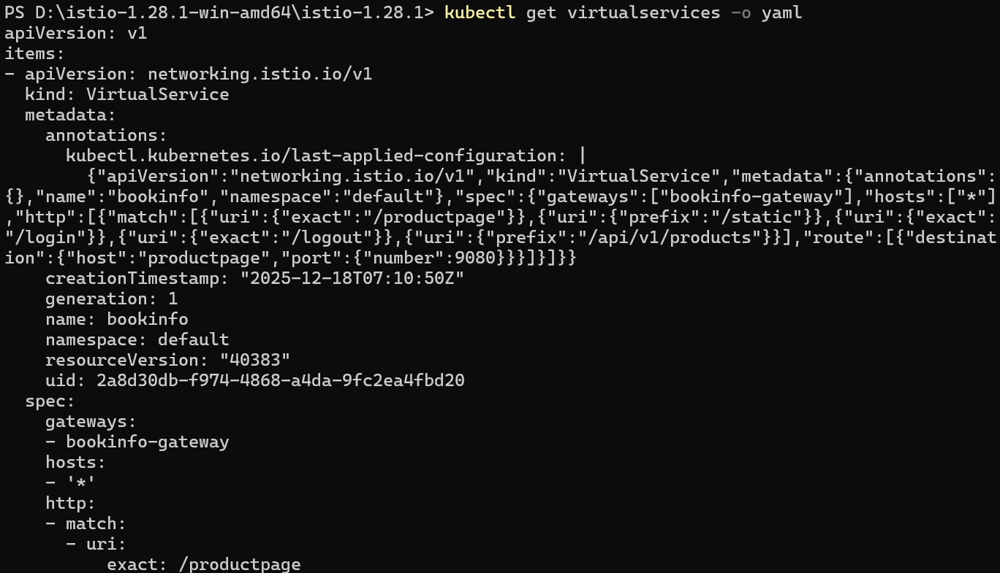 PS D:\istio-1.28.1-win-amd64\istio-1.28.1> kubectl get virtualservices -o yaml
apiVersion: v1
items:
- apiVersion: networking.istio.io/v1
  kind: VirtualService
  metadata:
    annotations:
      kubectl.kubernetes.io/last-applied-configuration: |
        {"apiVersion":"networking.istio.io/v1","kind":"VirtualService","metadata":{"annotations":
{},"name":"bookinfo","namespace":"default"},"spec":{"gateways":["bookinfo-gateway"],"hosts":["*"]
,"http":[{"match":[{"uri":{"exact":"/productpage"}},{"uri":{"prefix":"/static"}},{"uri":{"exact":
"/login"}},{"uri":{"exact":"/logout"}},{"uri":{"prefix":"/api/v1/products"}}],"route":[{"destinat
ion":{"host":"productpage","port":{"number":9080}}}]}]}}
    creationTimestamp: "2025-12-18T07:10:50Z"
    generation: 1
    name: bookinfo
    namespace: default
    resourceVersion: "40383"
    uid: 2a8d30db-f974-4868-a4da-9fc2ea4fbd20
  spec:
    gateways:
    - bookinfo-gateway
    hosts:
    - '*'
    http:
    - match:
      - uri:
          exact: /productpage